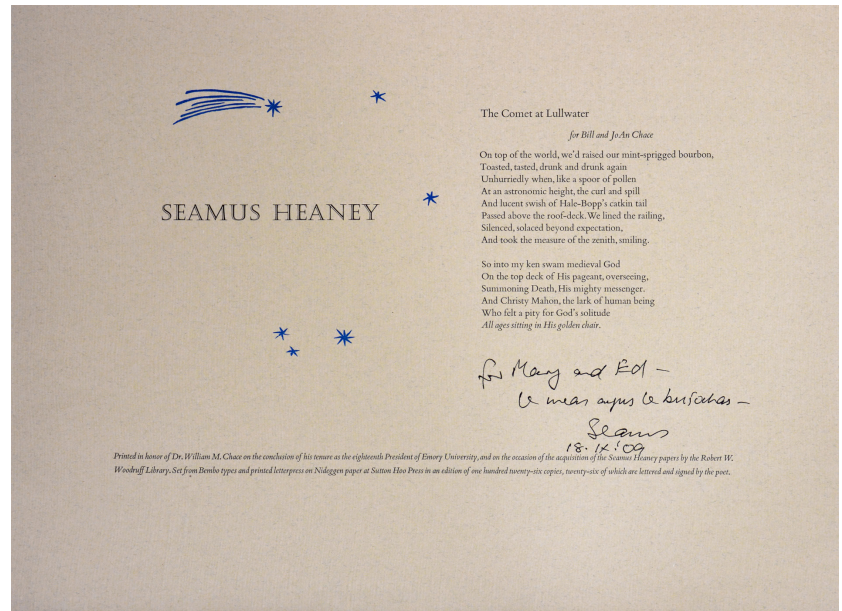 SEAMUS HEANEY
The Comet at Lullwater
for Bill and JoAn Chace
On top of the world, we'd raised our mint-sprigged bourbon,
Toasted, tasted, drunk and drunk again
Unhurriedly when, like a spoor of pollen
At an astronomic height, the curl and spill
And lucent swish of Hale-Bopp's catkin tail
Passed above the roof-deck. We lined the railing,
Silenced, solaced beyond expectation,
And took the measure of the zenith, smiling.
So into my ken swam medieval God
On the top deck of His pageant, overseeing,
Summoning Death, His mighty messenger.
And Christy Mahon, the lark of human being
Who felt a pity for God's solitude
All ages sitting in His golden chair.
for Mary and Ed —
le meas agus le buíochas —
Seamus
18.IX.'09
Printed in honor of Dr. William M. Chace on the conclusion of his tenure as the eighteenth President of Emory University, and on the occasion of the acquisition of the Seamus Heaney papers by the Robert W.
Woodruff Library. Set from Bembo types and printed letterpress on Nideggen paper at Sutton Hoo Press in an edition of one hundred twenty-six copies, twenty-six of which are lettered and signed by the poet.